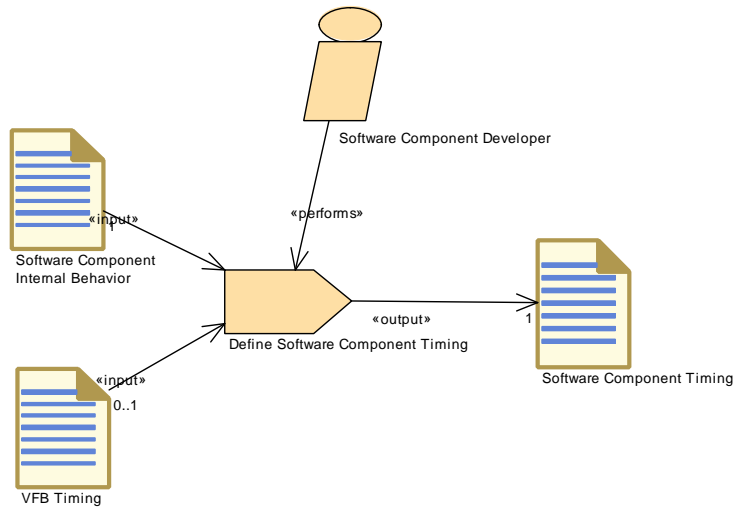 Software Component Developer
«performs»
«input»
1
Software Component
Internal Behavior
«output»
1
Define Software Component Timing
Software Component Timing
«input»
0..1
VFB Timing